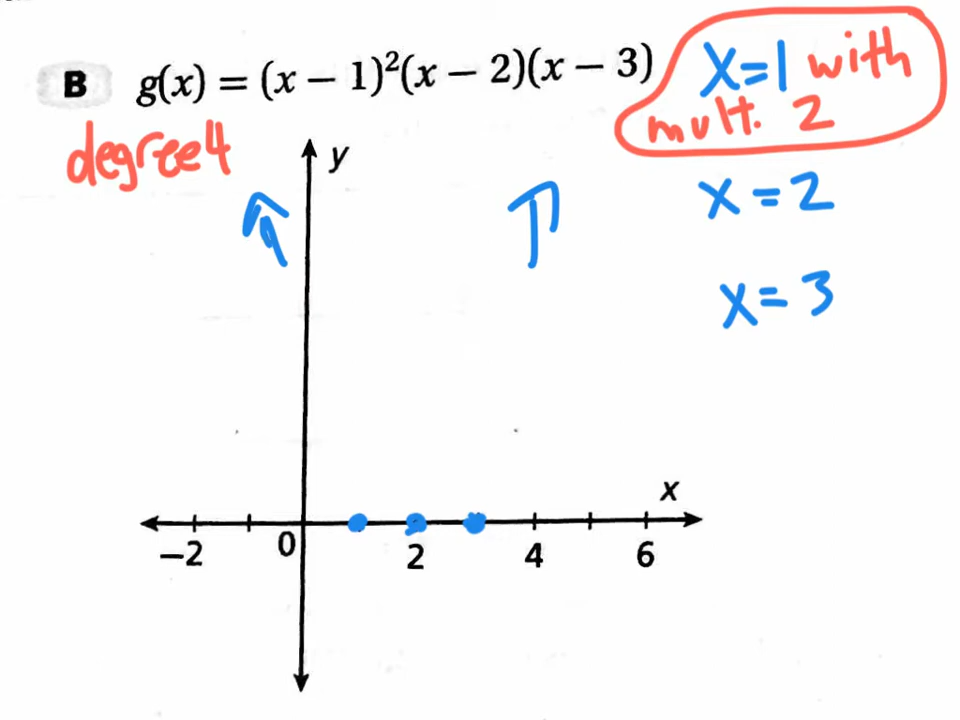 B g(x) = (x − 1)²(x − 2)(x − 3)
x=1 with
mult. 2
degree4
y
x=2
x=3
x
−2 0 2 4 6